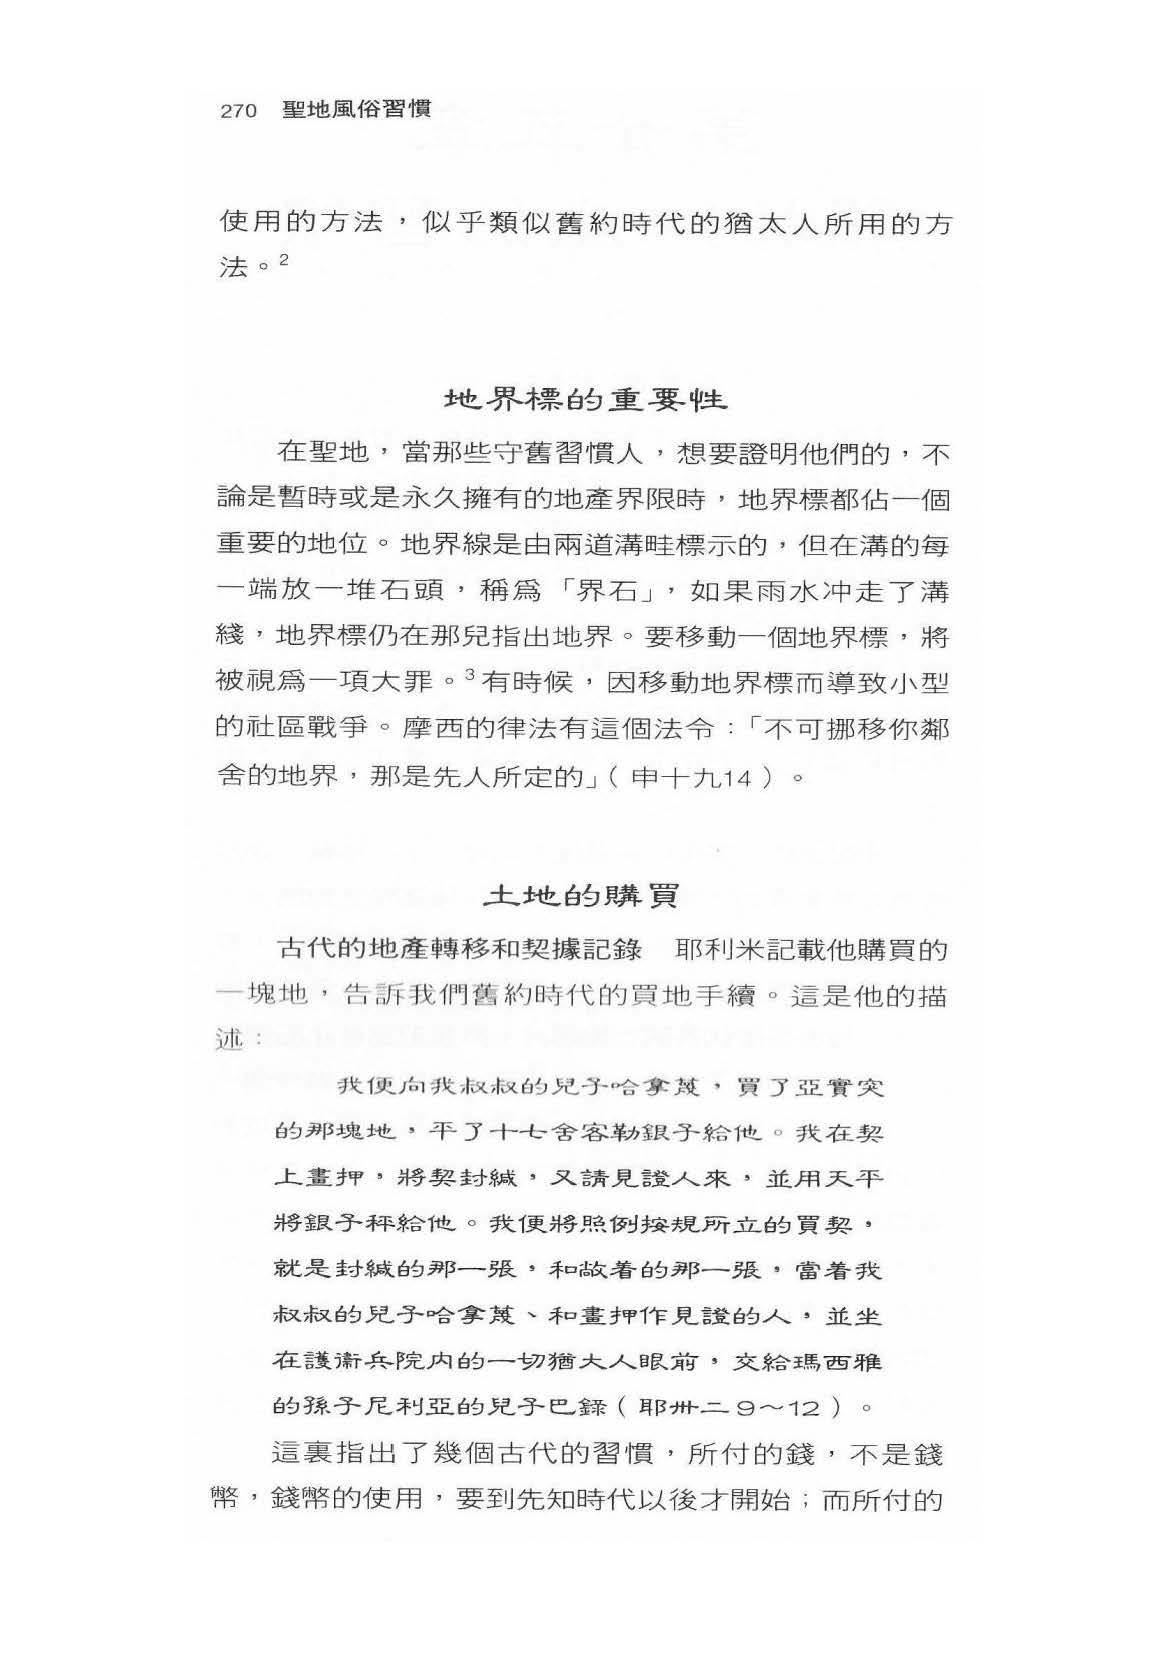 270 聖地風俗習慣
使用的方法，似乎類似舊約時代的猶太人所用的方
法。2
地界標的重要性
在聖地，當那些守舊習慣人，想要證明他們的，不
論是暫時或是永久擁有的地產界限時，地界標都佔一個
重要的地位。地界線是由兩道溝畦標示的，但在溝的每
一端放一堆石頭，稱爲「界石」，如果雨水冲走了溝
綫，地界標仍在那兒指出地界。要移動一個地界標，將
被視爲一項大罪。3有時候，因移動地界標而導致小型
的社區戰爭。摩西的律法有這個法令：「不可挪移你鄰
舍的地界，那是先人所定的」（申十九14）。
土地的購買
古代的地產轉移和契據記錄　耶利米記載他購買的
一塊地，告訴我們舊約時代的買地手續。這是他的描
述：
我便向我叔叔的兒子哈拿篾，買了亞實突
的那塊地，平了十七舍客勒銀子給他。我在契
上畫押，將契封緘，又請見證人來，並用天平
將銀子秤給他。我便將照例按規所立的買契，
就是封緘的那一張，和敞着的那一張，當着我
叔叔的兒子哈拿篾、和畫押作見證的人，並坐
在護衞兵院内的一切猶大人眼前，交給瑪西雅
的孫子尼利亞的兒子巴錄（耶卅二9～12）。
這裏指出了幾個古代的習慣，所付的錢，不是錢
幣，錢幣的使用，要到先知時代以後才開始；而所付的